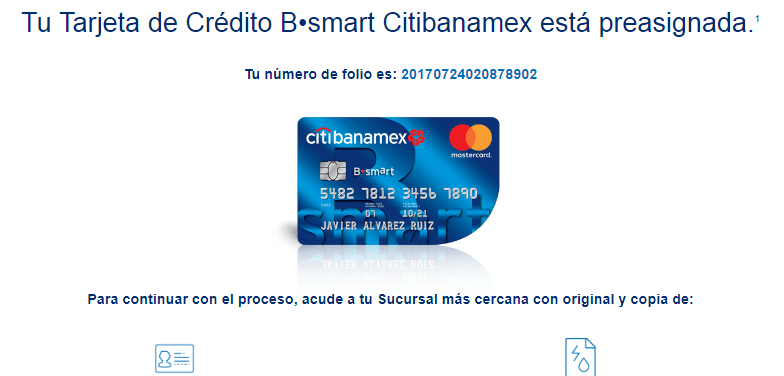 Tu Tarjeta de Crédito B•smart Citibanamex está preasignada.¹
Tu número de folio es: 20170724020878902
citibanamex
mastercard.
B•smart
5482 7812 3456 7890
5482
07 10/21
JAVIER ALVAREZ RUIZ
B
smart
Para continuar con el proceso, acude a tu Sucursal más cercana con original y copia de: